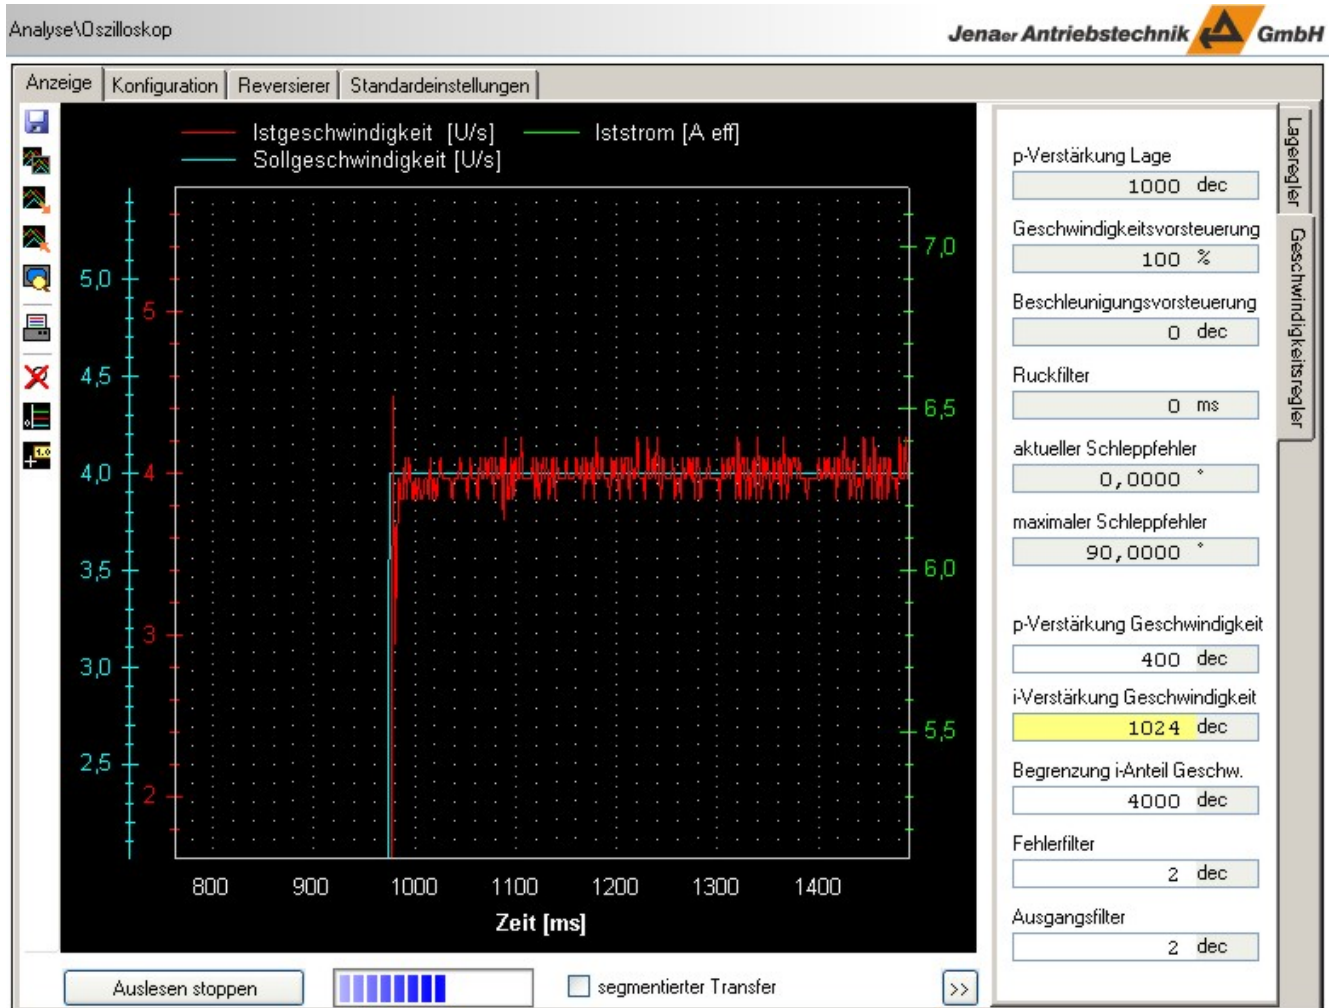 Analyse\Oszilloskop
Jenaer Antriebstechnik GmbH
Anzeige Konfiguration Reversierer Standardeinstellungen
Istgeschwindigkeit [U/s] Iststrom [A eff]
Sollgeschwindigkeit [U/s]
5,0
4,5
4,0
3,5
3,0
2,5
5
4
3
2
7,0
6,5
6,0
5,5
800 900 1000 1100 1200 1300 1400
Zeit [ms]
p-Verstärkung Lage
1000 dec
Geschwindigkeitsvorsteuerung
100 %
Beschleunigungsvorsteuerung
0 dec
Ruckfilter
0 ms
aktueller Schleppfehler
0,0000 °
maximaler Schleppfehler
90,0000 °
p-Verstärkung Geschwindigkeit
400 dec
i-Verstärkung Geschwindigkeit
1024 dec
Begrenzung i-Anteil Geschw.
4000 dec
Fehlerfilter
2 dec
Ausgangsfilter
2 dec
Lageregler
Geschwindigkeitsregler
Auslesen stoppen
segmentierter Transfer
>>